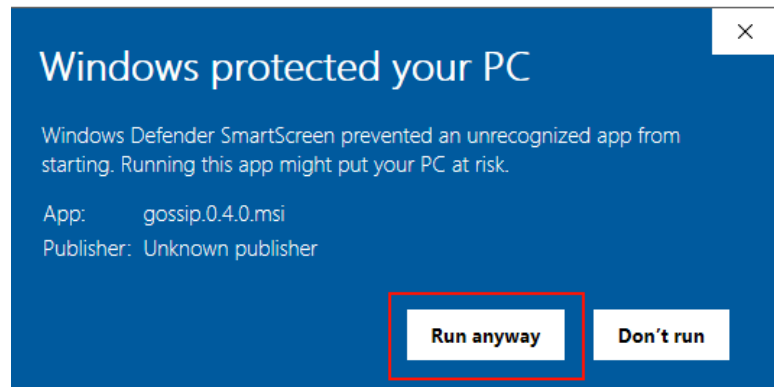 Windows protected your PC
Windows Defender SmartScreen prevented an unrecognized app from
starting. Running this app might put your PC at risk.
App: gossip.0.4.0.msi
Publisher: Unknown publisher
Run anyway Don't run